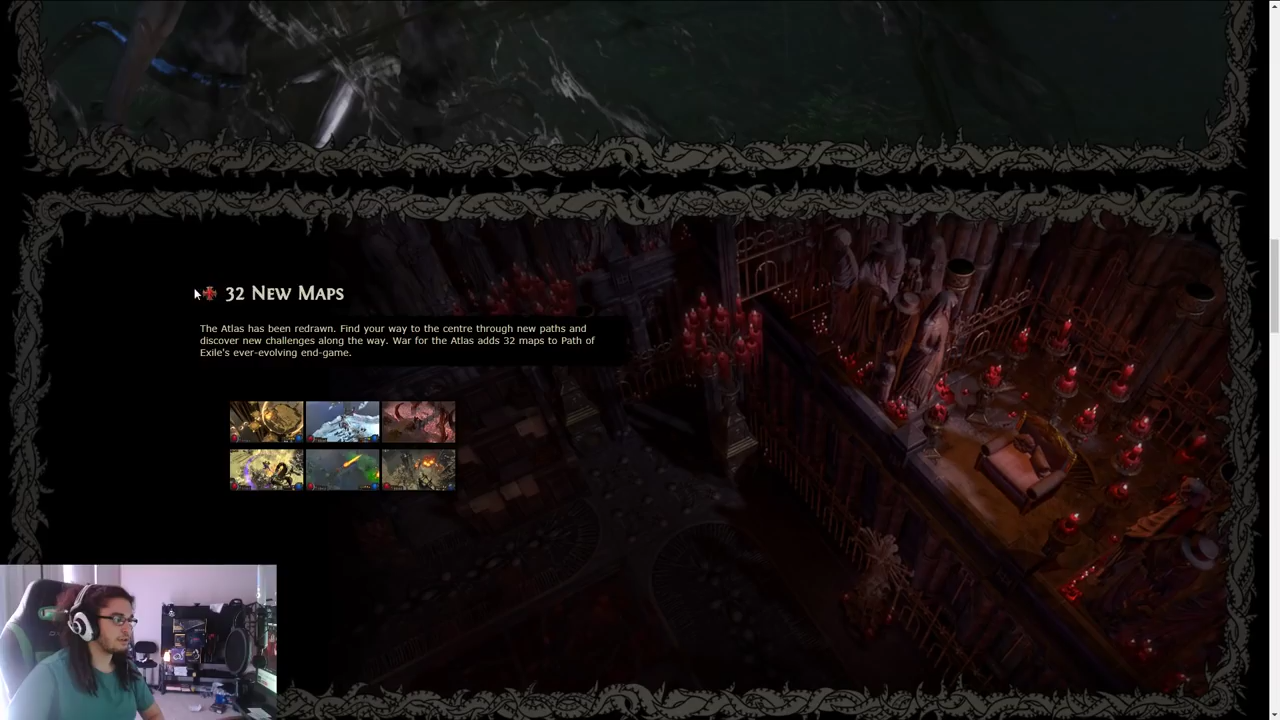 32 New Maps
The Atlas has been redrawn. Find your way to the centre through new paths and
discover new challenges along the way. War for the Atlas adds 32 maps to Path of
Exile's ever-evolving end-game.